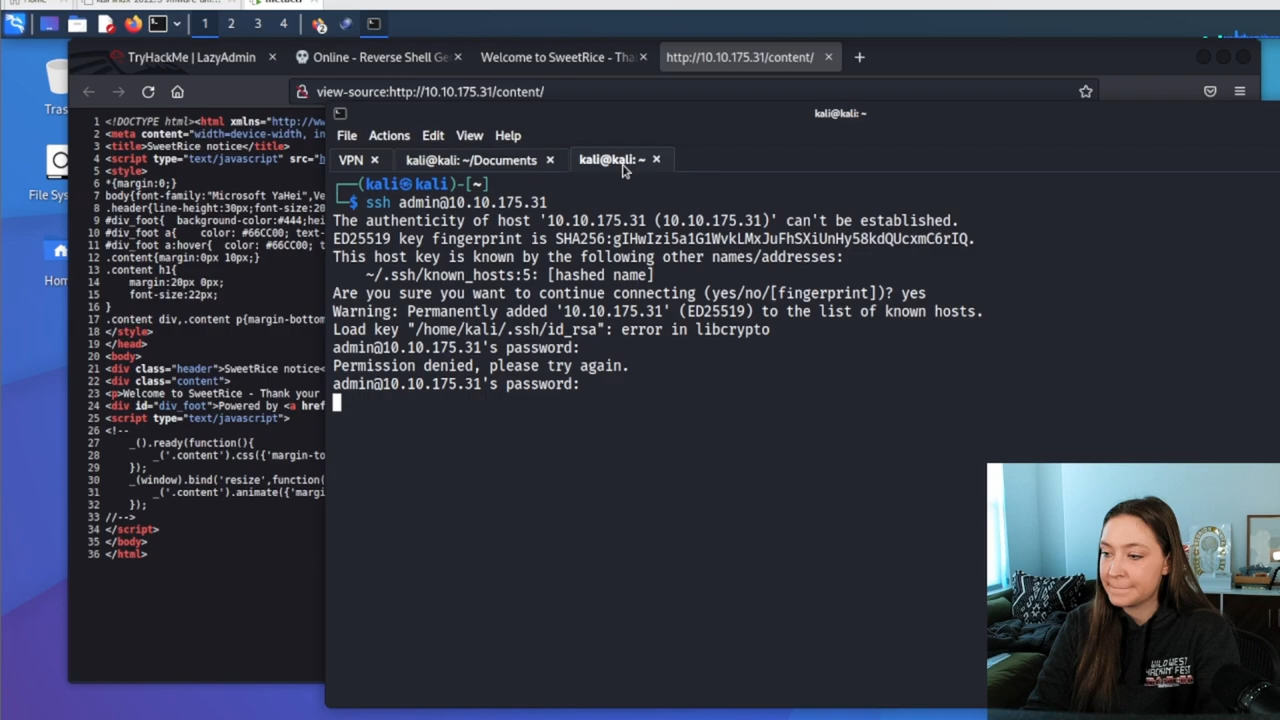 1 2 3 4 2
TryHackMe | LazyAdmin × Online - Reverse Shell Ge × Welcome to SweetRice - Tha × http://10.10.175.31/content/ × +
view-source:http://10.10.175.31/content/
Tras
File Sys
Hom
1 <!DOCTYPE html><html xmlns="http://ww
2 <meta content="width=device-width, in
3 <title>SweetRice notice</title>
4 <script type="text/javascript" src="h
5 <style>
6 *{margin:0;}
7 body{font-family:"Microsoft YaHei",Ve
8 .header{line-height:30px;font-size:20
9 #div_foot{ background-color:#444;hei
10 #div_foot a{ color: #66CC00; text-
11 #div_foot a:hover{ color: #66CC00;
12 .content{margin:0px 10px;}
13 .content h1{
14 margin:20px 0px;
15 font-size:22px;
16 }
17 .content div,.content p{margin-bottom
18 </style>
19 </head>
20 <body>
21 <div class="header">SweetRice notice<
22 <div class="content">
23 <p>Welcome to SweetRice - Thank your
24 <div id="div_foot">Powered by <a href
25 <script type="text/javascript">
26 <!--
27 _().ready(function(){
28 _('.content').css({'margin-to
29 });
30 _(window).bind('resize',function(
31 _('.content').animate({'margi
32 });
33 //-->
34 </script>
35 </body>
36 </html>
kali@kali: ~
File Actions Edit View Help
VPN × kali@kali: ~/Documents × kali@kali: ~ ×
┌──(kali㉿kali)-[~]
└─$ ssh admin@10.10.175.31
The authenticity of host '10.10.175.31 (10.10.175.31)' can't be established.
ED25519 key fingerprint is SHA256:gIHwIzi5a1G1WvkLMxJuFhSXiUnHy58kdQUcxmC6rIQ.
This host key is known by the following other names/addresses:
~/.ssh/known_hosts:5: [hashed name]
Are you sure you want to continue connecting (yes/no/[fingerprint])? yes
Warning: Permanently added '10.10.175.31' (ED25519) to the list of known hosts.
Load key "/home/kali/.ssh/id_rsa": error in libcrypto
admin@10.10.175.31's password:
Permission denied, please try again.
admin@10.10.175.31's password:
WILD WEST
HACKIN' FEST